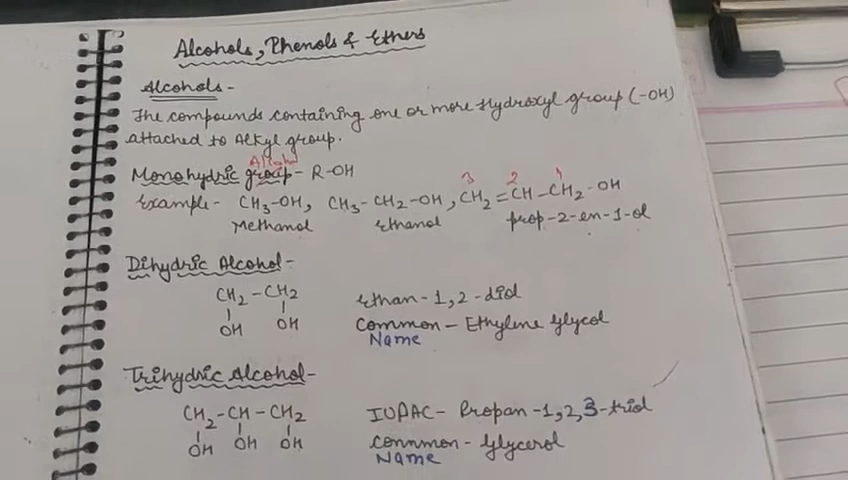 Alcohols, Phenols & Ethers
Alcohols-
The compounds containing one or more Hydroxyl group (-OH)
attached to Alkyl group.
Alcohol
Monohydric group- R-OH
3 2 1
Example- CH3-OH, CH3-CH2-OH, CH2=CH-CH2-OH
Methanol Ethanol prop-2-en-1-ol
Dihydric Alcohol-
CH2-CH2 Ethan-1,2-diol
OH OH Common- Ethylene Glycol
Name
Trihydric Alcohol-
CH2-CH-CH2 IUPAC- Propan-1,2,3-triol
OH OH OH Common- Glycerol
Name